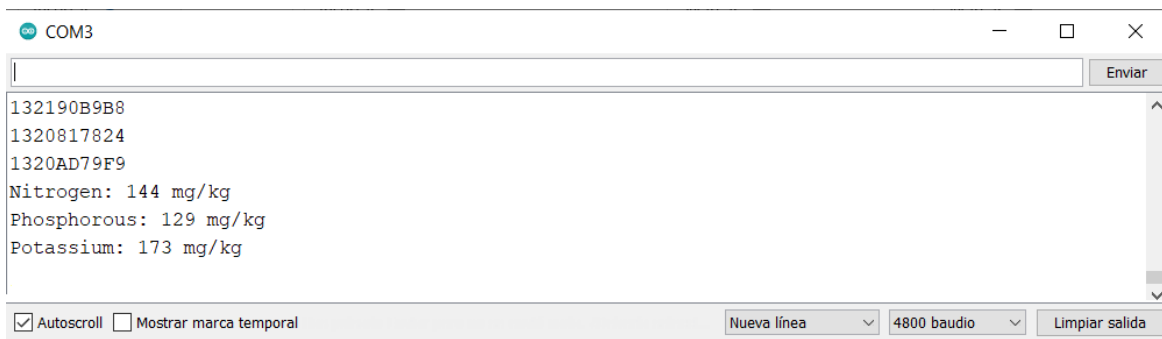 COM3
Enviar
132190B9B8
1320817824
1320AD79F9
Nitrogen: 144 mg/kg
Phosphorous: 129 mg/kg
Potassium: 173 mg/kg
Autoscroll Mostrar marca temporal Nueva línea 4800 baudio Limpiar salida